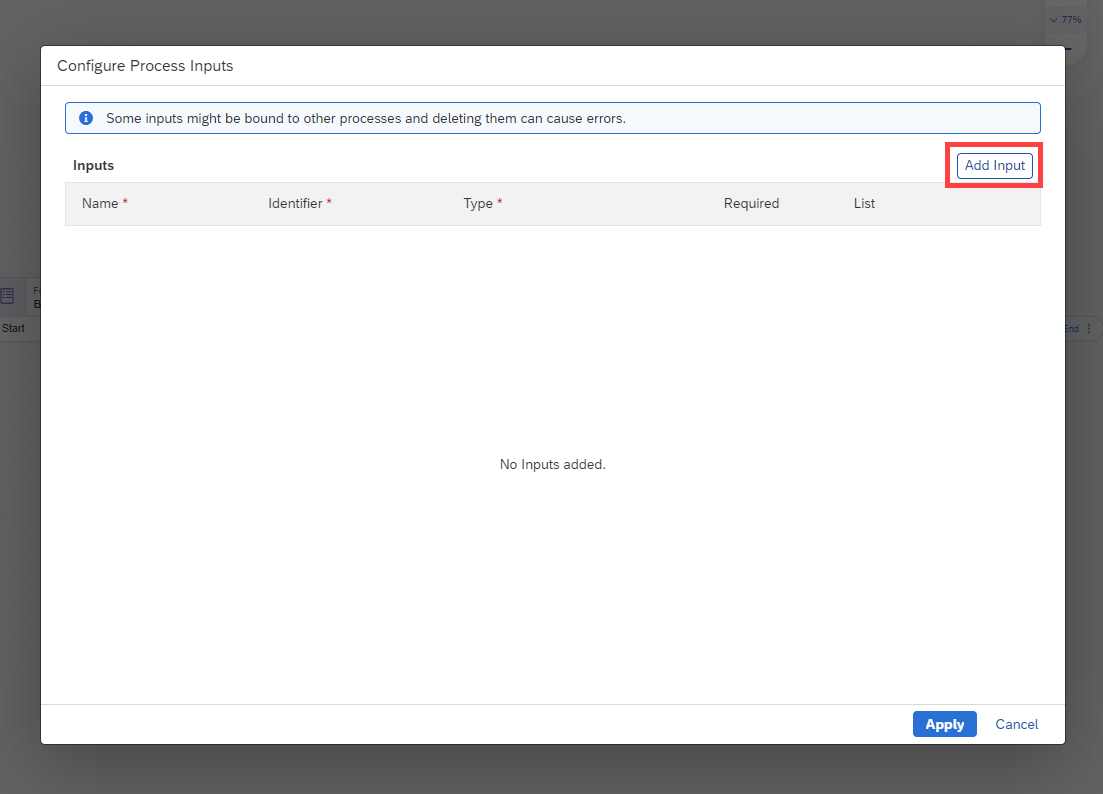 77%
Configure Process Inputs
Some inputs might be bound to other processes and deleting them can cause errors.
Inputs
Add Input
Name * Identifier * Type * Required List
Start
End
No Inputs added.
Apply Cancel